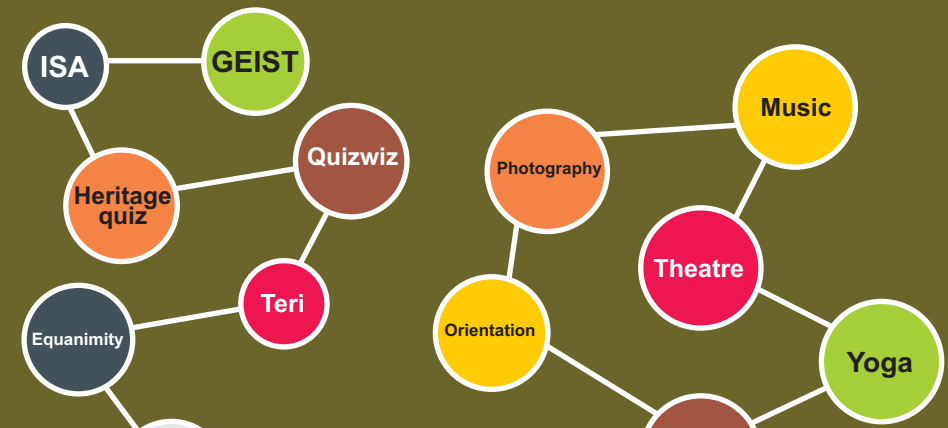 ISA
GEIST
Heritage
quiz
Quizwiz
Teri
Equanimity
Music
Photography
Theatre
Orientation
Yoga